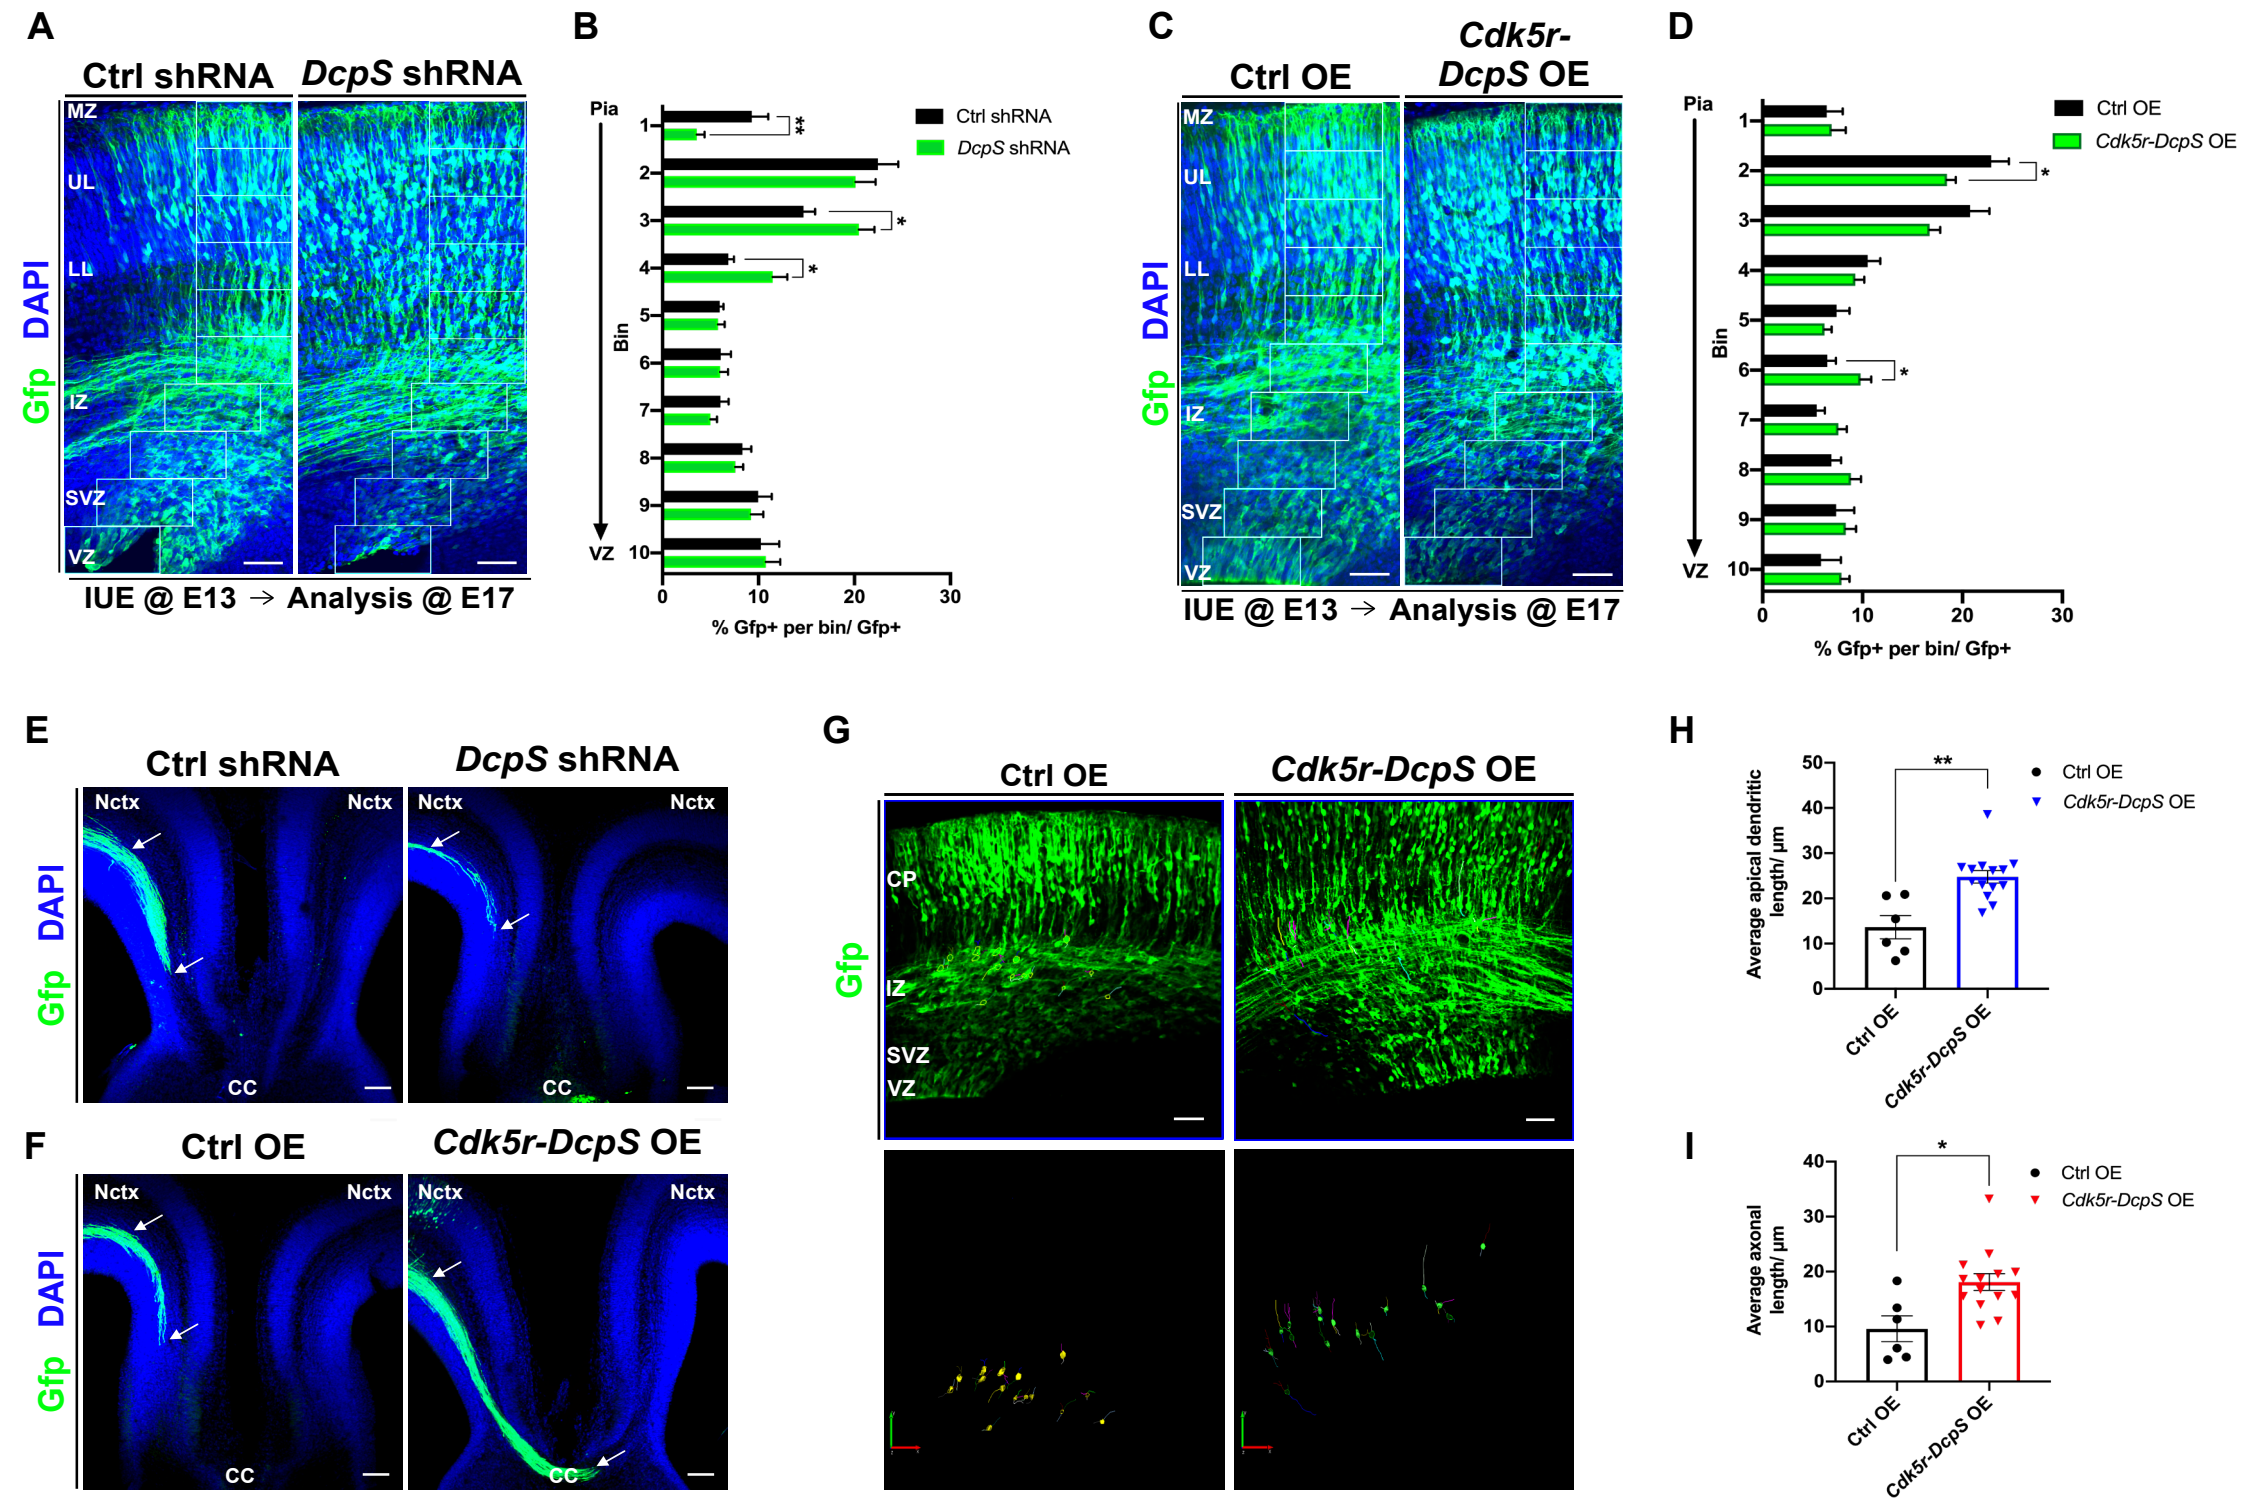 A
Ctrl shRNA
DcpS shRNA
Gfp DAPI
MZ
UL
LL
IZ
SVZ
VZ
IUE @ E13 → Analysis @ E17
B
Pia
Bin
VZ
1
2
3
4
5
6
7
8
9
10
**
*
*
0 10 20 30
% Gfp+ per bin/ Gfp+
Ctrl shRNA
DcpS shRNA
C
Ctrl OE
Cdk5r-
DcpS OE
Gfp DAPI
MZ
UL
LL
IZ
SVZ
VZ
IUE @ E13 → Analysis @ E17
D
Pia
Bin
VZ
1
2
3
4
5
6
7
8
9
10
*
*
0 10 20 30
% Gfp+ per bin/ Gfp+
Ctrl OE
Cdk5r-DcpS OE
E
Ctrl shRNA
DcpS shRNA
Gfp DAPI
Nctx Nctx
CC
Nctx Nctx
CC
F
Ctrl OE
Cdk5r-DcpS OE
Gfp DAPI
Nctx Nctx
CC
Nctx Nctx
CC
G
Ctrl OE
Cdk5r-DcpS OE
Gfp
CP
IZ
SVZ
VZ
H
Average apical dendritic
length/ μm
50
40
30
20
10
0
**
Ctrl OE
Cdk5r-DcpS OE
Ctrl OE
Cdk5r-DcpS OE
I
Average axonal
length/ μm
40
30
20
10
0
*
Ctrl OE
Cdk5r-DcpS OE
Ctrl OE
Cdk5r-DcpS OE